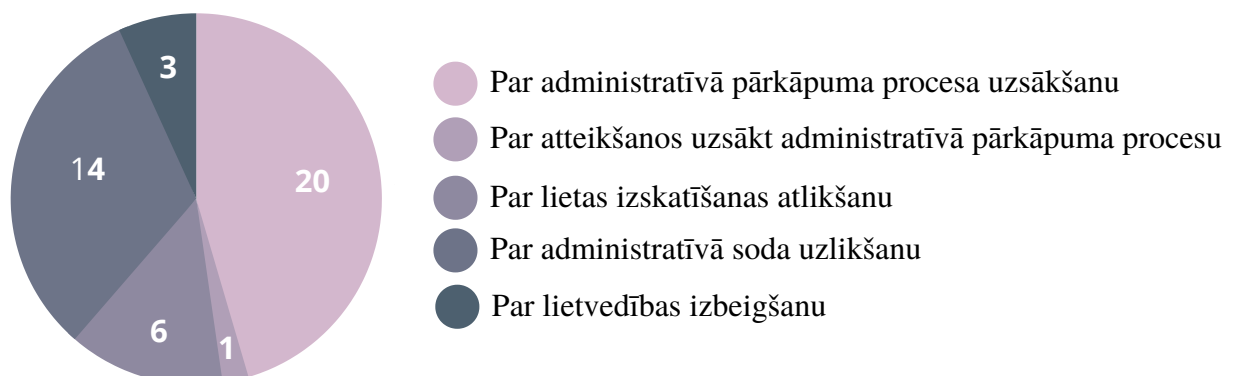 3
14
20
6
1
Par administratīvā pārkāpuma procesa uzsākšanu
Par atteikšanos uzsākt administratīvā pārkāpuma procesu
Par lietas izskatīšanas atlikšanu
Par administratīvā soda uzlikšanu
Par lietvedības izbeigšanu